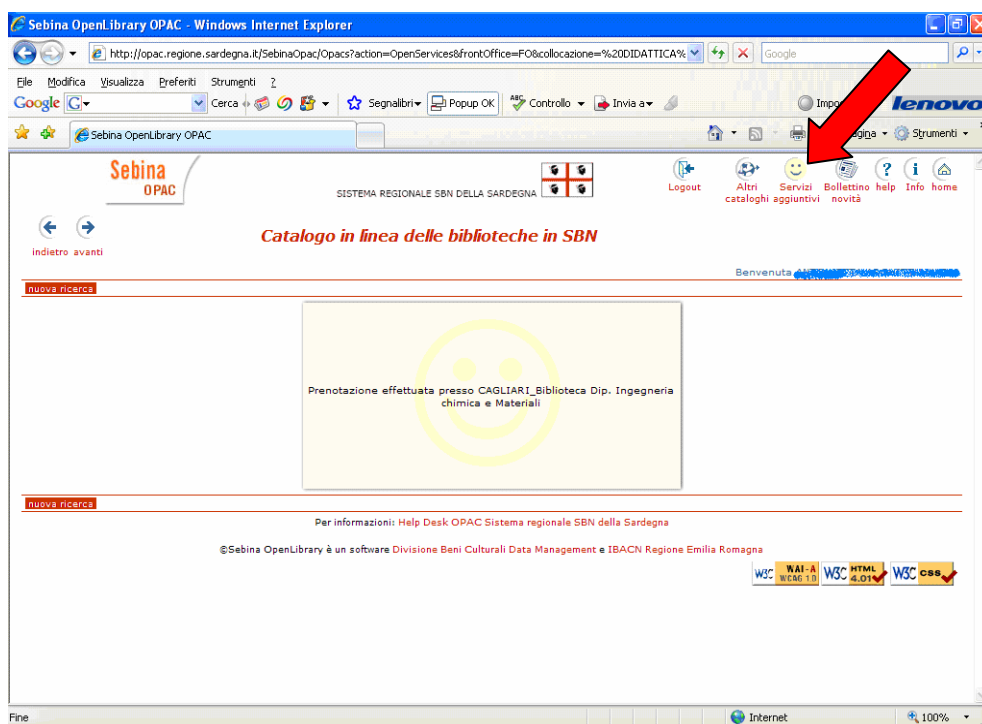 Sebina OpenLibrary OPAC - Windows Internet Explorer
http://opac.regione.sardegna.it/SebinaOpac/Opacs?action=OpenServices&frontOffice=FO&collocazione=%20DIDATTICA%
Google
File Modifica Visualizza Preferiti Strumenti ?
Google G Cerca Segnalibri Popup OK ABC Controllo Invia a lenovo
Sebina OpenLibrary OPAC
Strumenti
Sebina
OPAC
SISTEMA REGIONALE SBN DELLA SARDEGNA
Logout
Altri cataloghi
Servizi aggiuntivi
Bollettino novità
? help
i Info
home
indietro avanti
Catalogo in linea delle biblioteche in SBN
Benvenuta
nuova ricerca
Prenotazione effettuata presso CAGLIARI_Biblioteca Dip. Ingegneria
chimica e Materiali
nuova ricerca
Per informazioni: Help Desk OPAC Sistema regionale SBN della Sardegna
©Sebina OpenLibrary è un software Divisione Beni Culturali Data Management e IBACN Regione Emilia Romagna
W3C WAI-A WCAG 1.0 W3C HTML 4.01 W3C css
Fine Internet 100%